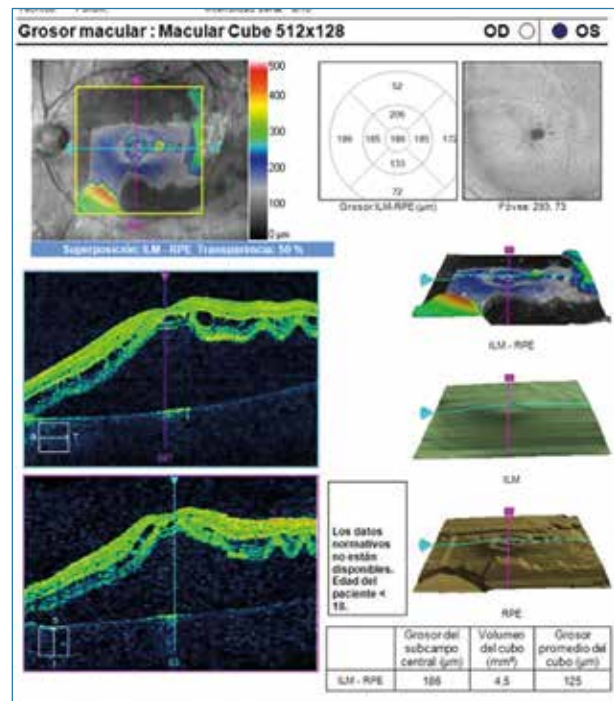 Grosor macular : Macular Cube 512x128 OD OS
500
400
300
200
100
0 µm
Superposición: ILM - RPE Transparencia: 50 %
52
206
186 185 186 185 172
133
72
Grosor ILM-RPE (µm)
Fóvea: 293, 73
ILM - RPE
ILM
Los datos
normativos
no están
disponibles.
Edad del
paciente <
18.
RPE
Grosor del subcampo central (µm) Volumen del cubo (mm³) Grosor promedio del cubo (µm)
ILM - RPE 186 4.5 125